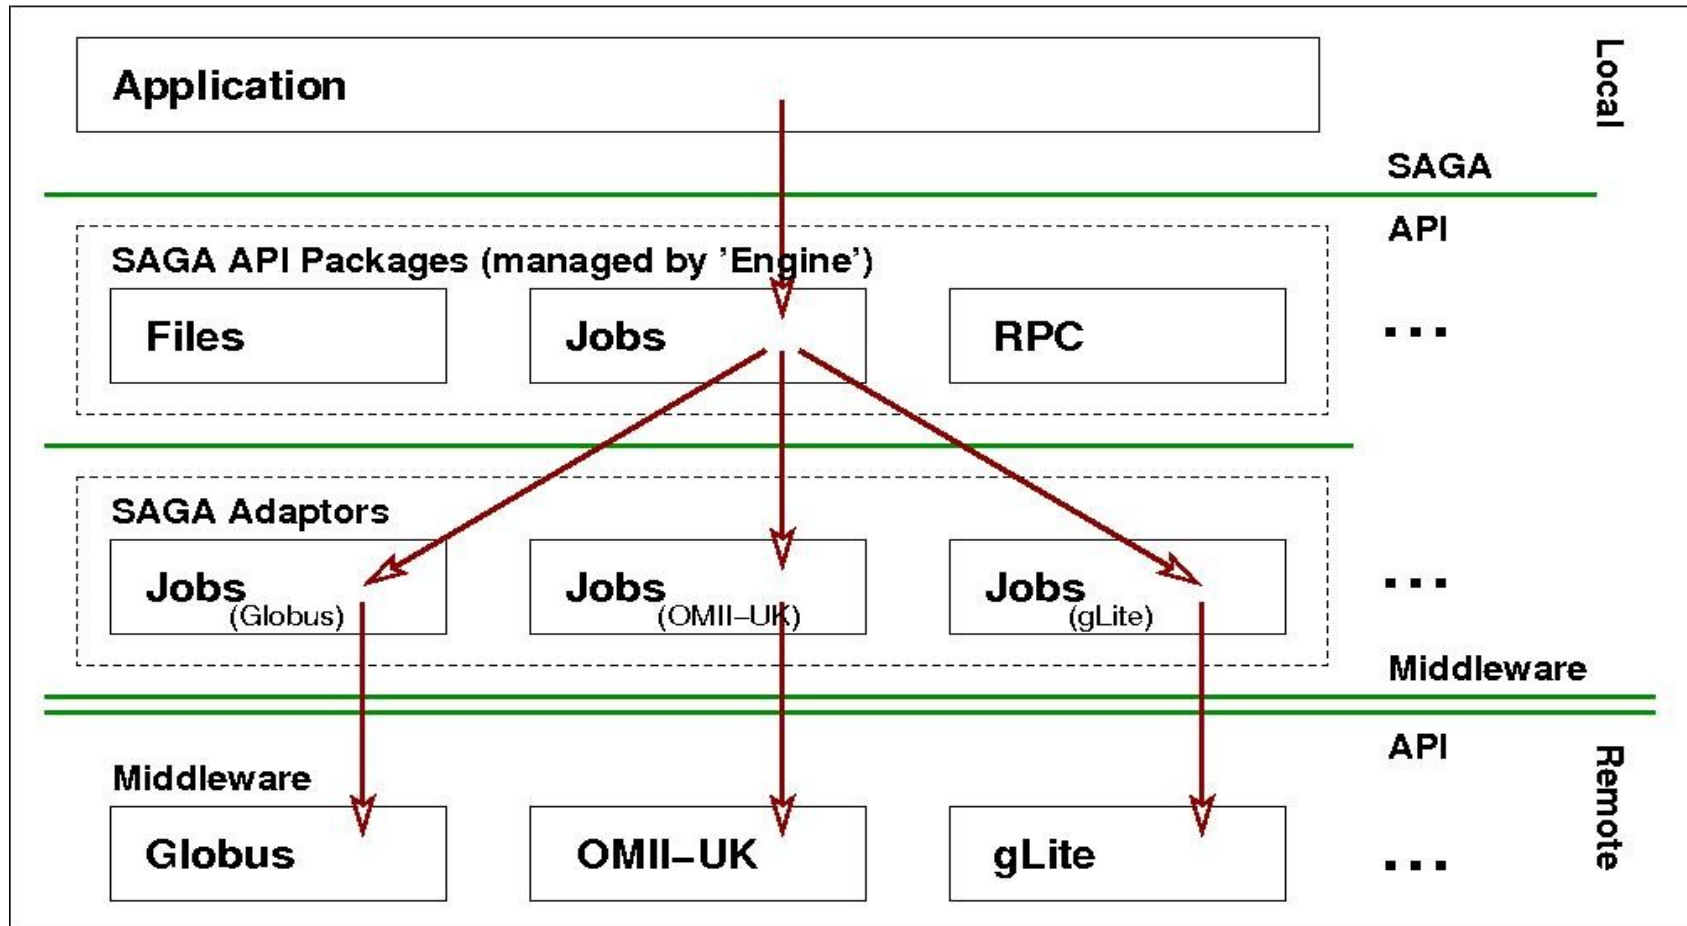 Local
Application
SAGA
API
SAGA API Packages (managed by ’Engine’)
Files
Jobs
RPC
...
SAGA Adaptors
Jobs
(Globus)
Jobs
(OMII–UK)
Jobs
(gLite)
...
Middleware
API
Remote
Middleware
Globus
OMII–UK
gLite
...